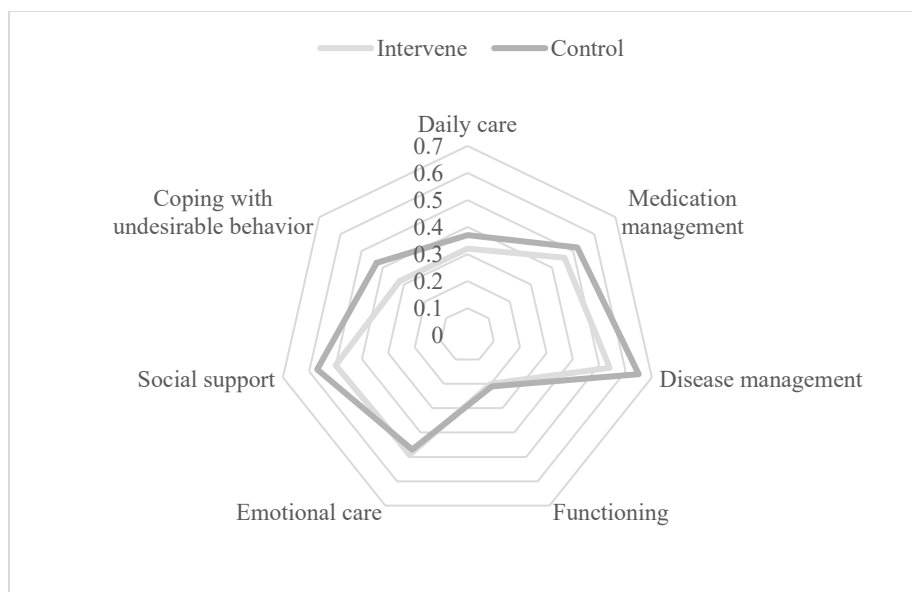 Intervene Control
Daily care
0.7
0.6
0.5
0.4
0.3
0.2
0.1
0
Medication
management
Disease management
Functioning
Emotional care
Social support
Coping with
undesirable behavior